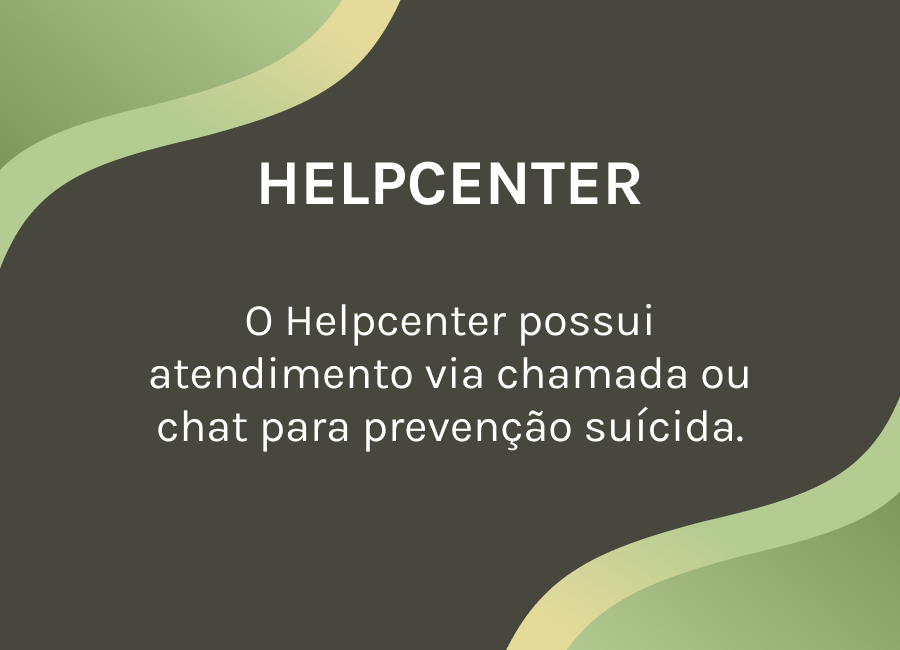 HELPCENTER
O Helpcenter possui
atendimento via chamada ou
chat para prevenção suícida.